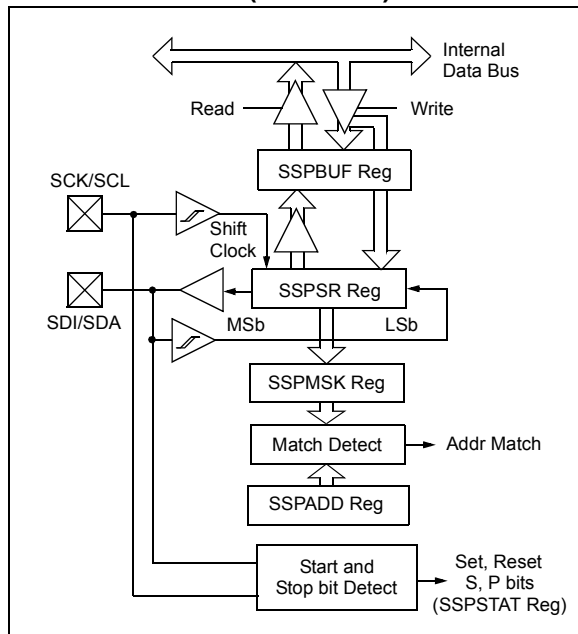 Internal
Data Bus
Read
Write
SSPBUF Reg
SCK/SCL
Shift
Clock
SSPSR Reg
SDI/SDA
MSb
LSb
SSPMSK Reg
Match Detect
Addr Match
SSPADD Reg
Start and
Stop bit Detect
Set, Reset
S, P bits
(SSPSTAT Reg)